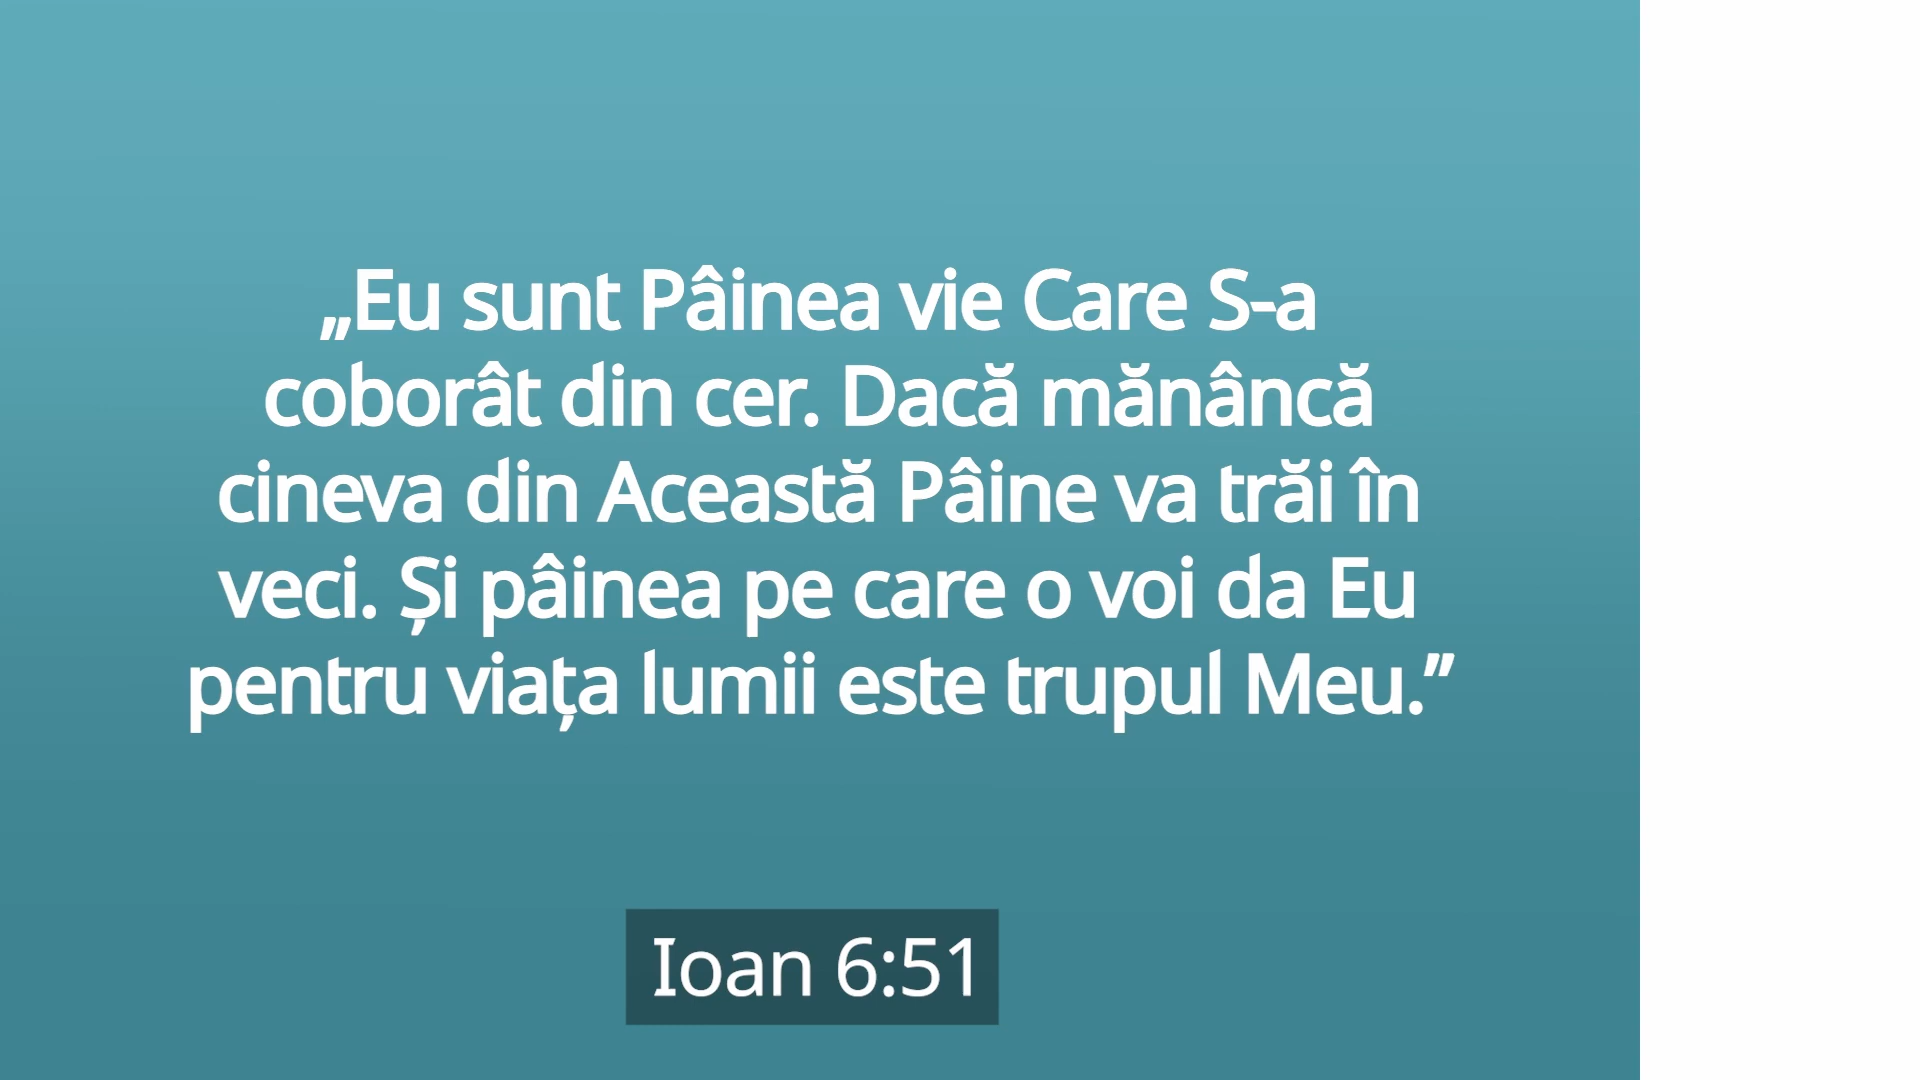 „Eu sunt Pâinea vie Care S-a
coborât din cer. Dacă mănâncă
cineva din Această Pâine va trăi în
veci. Și pâinea pe care o voi da Eu
pentru viața lumii este trupul Meu.”
Ioan 6:51